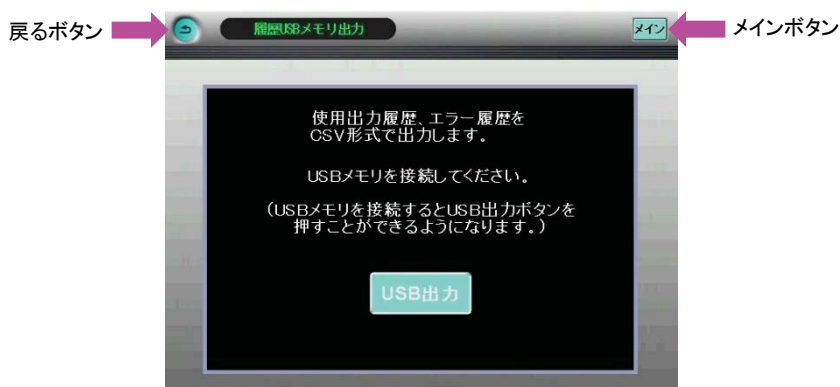 戻るボタン
履歴USBメモリ出力
メイン
メインボタン
使用出力履歴、エラー履歴を
CSV形式で出力します。
USBメモリを接続してください。
（USBメモリを接続するとUSB出力ボタンを
押すことができるようになります。）
USB出力